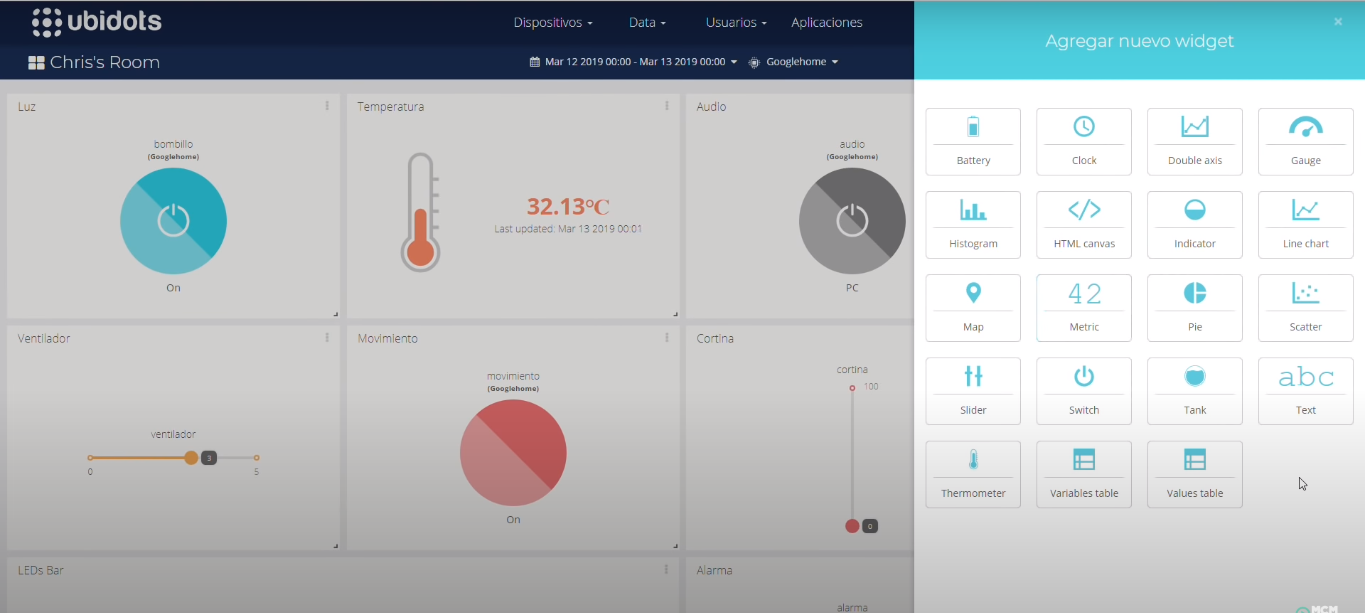 ubidots
Dispositivos
Data
Usuarios
Aplicaciones
Chris's Room
Mar 12 2019 00:00 - Mar 13 2019 00:00
Googlehome
Luz
bombillo
(Googlehome)
On
Temperatura
32.13°C
Last updated: Mar 13 2019 00:01
Audio
audio
(Googlehome)
PC
Ventilador
ventilador
3
0
5
Movimiento
movimiento
(Googlehome)
On
Cortina
cortina
100
0
LEDs Bar
Alarma
alarma
Agregar nuevo widget
×
Battery
Clock
Double axis
Gauge
Histogram
</>
HTML canvas
Indicator
Line chart
Map
42
Metric
Pie
Scatter
Slider
Switch
Tank
abc
Text
Thermometer
Variables table
Values table
MCM